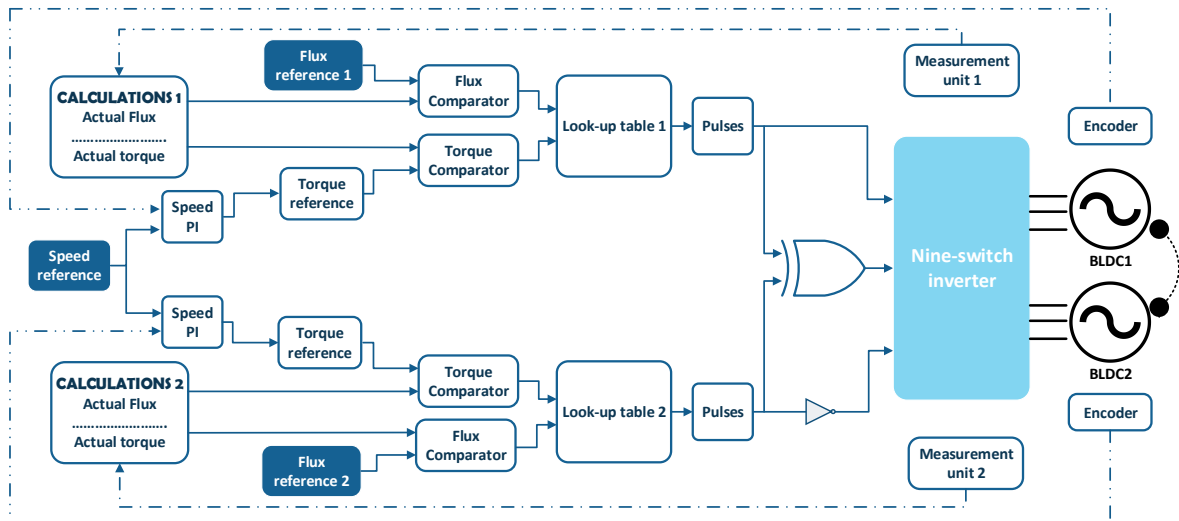 Flux
reference 1
Measurement
unit 1
CALCULATIONS 1
Actual Flux
..........................
Actual torque
Flux
Comparator
Look-up table 1
Pulses
Encoder
Torque
Comparator
Torque
reference
Speed
PI
Speed
reference
Nine-switch
inverter
BLDC1
Speed
PI
Torque
reference
BLDC2
CALCULATIONS 2
Actual Flux
..........................
Actual torque
Torque
Comparator
Look-up table 2
Pulses
Encoder
Flux
Comparator
Flux
reference 2
Measurement
unit 2